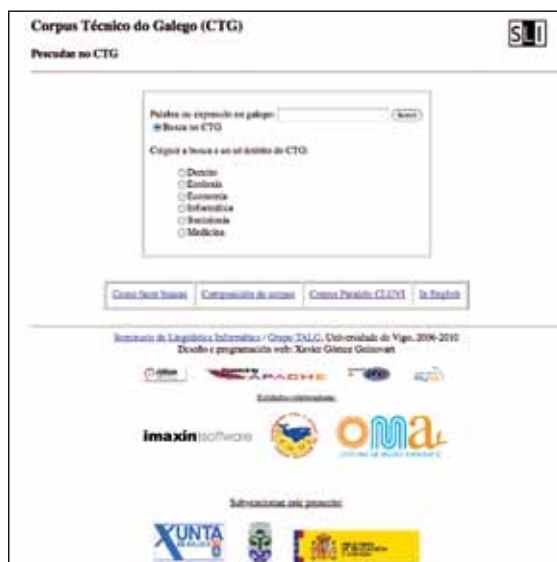 Corpus Técnico do Galego (CTG)
SLI
Pescudar no CTG
Palabra ou expresión en galego:
Busca no CTG
Cinguir a busca a un só ámbito do CTG:
Dereito
Ecoloxía
Economía
Informática
Socioloxía
Medicina
Como facer buscas
Composición do corpus
Corpus Paralelo CLUVI
In English
Seminario de Lingüística Informática / Grupo TALG, Universidade de Vigo, 2006-2010
Deseño e programación web: Xavier Gómez Guinovart
APACHE
php
Entidades colaboradoras:
imaxin|software
OMA
Subvencionan este proxecto:
XUNTA